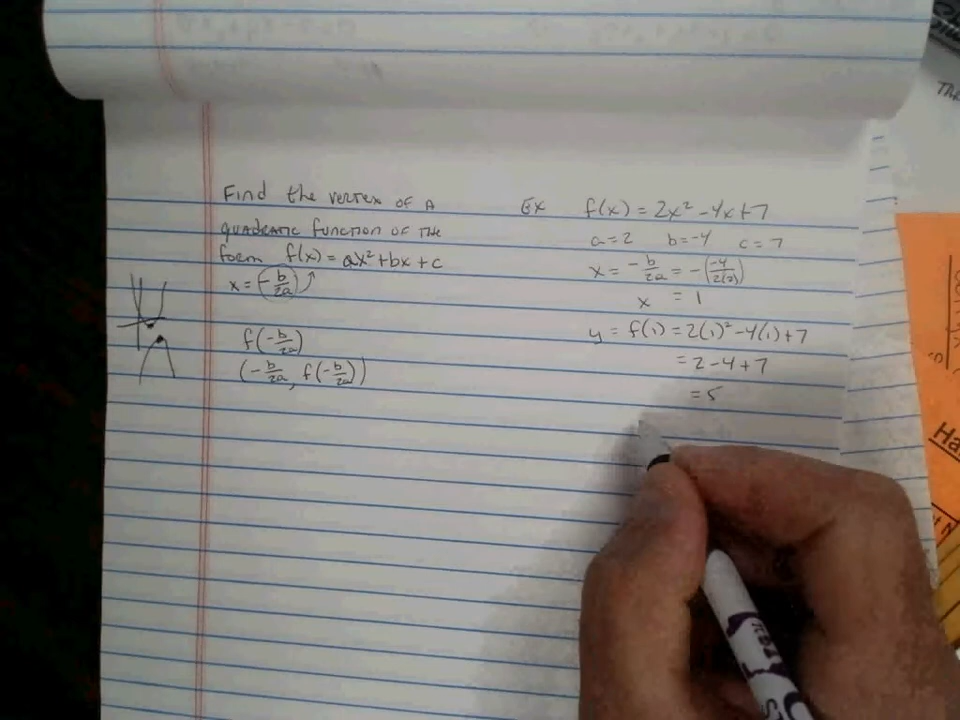 Find the vertex of a
quadratic function of the
form f(x) = ax² + bx + c
x = (-b/2a)
f(-b/2a)
(-b/2a, f(-b/2a))
Ex f(x) = 2x² - 4x + 7
a = 2 b = -4 c = 7
x = -b/2a = -(-4/2(2))
x = 1
y = f(1) = 2(1)² - 4(1) + 7
= 2 - 4 + 7
= 5
Ha